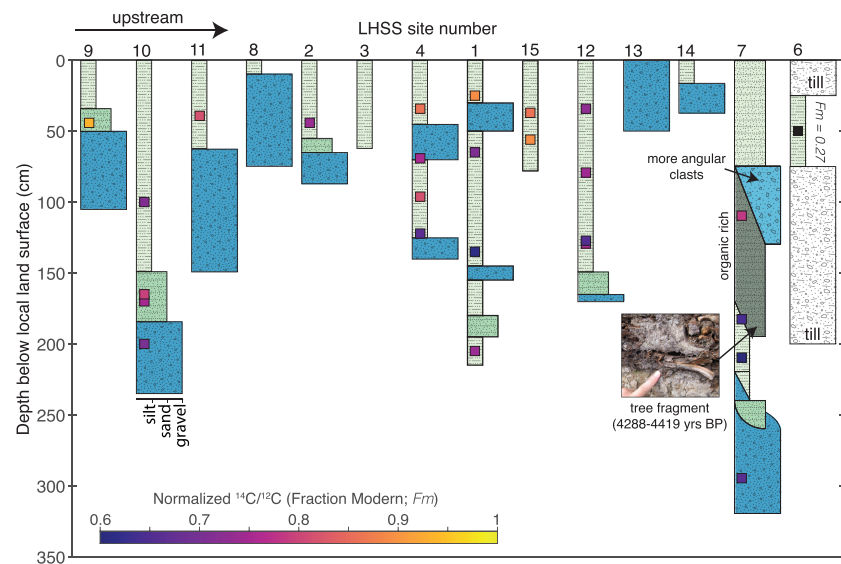 upstream
LHSS site number
9 10 11 8 2 3 4 1 15 12 13 14 7 6
0
50
100
150
200
250
300
350
Depth below local land surface (cm)
till
Fm = 0.27
more angular
clasts
organic rich
till
tree fragment
(4288-4419 yrs BP)
silt
sand
gravel
Normalized ¹⁴C/¹²C (Fraction Modern; Fm)
0.6 0.7 0.8 0.9 1